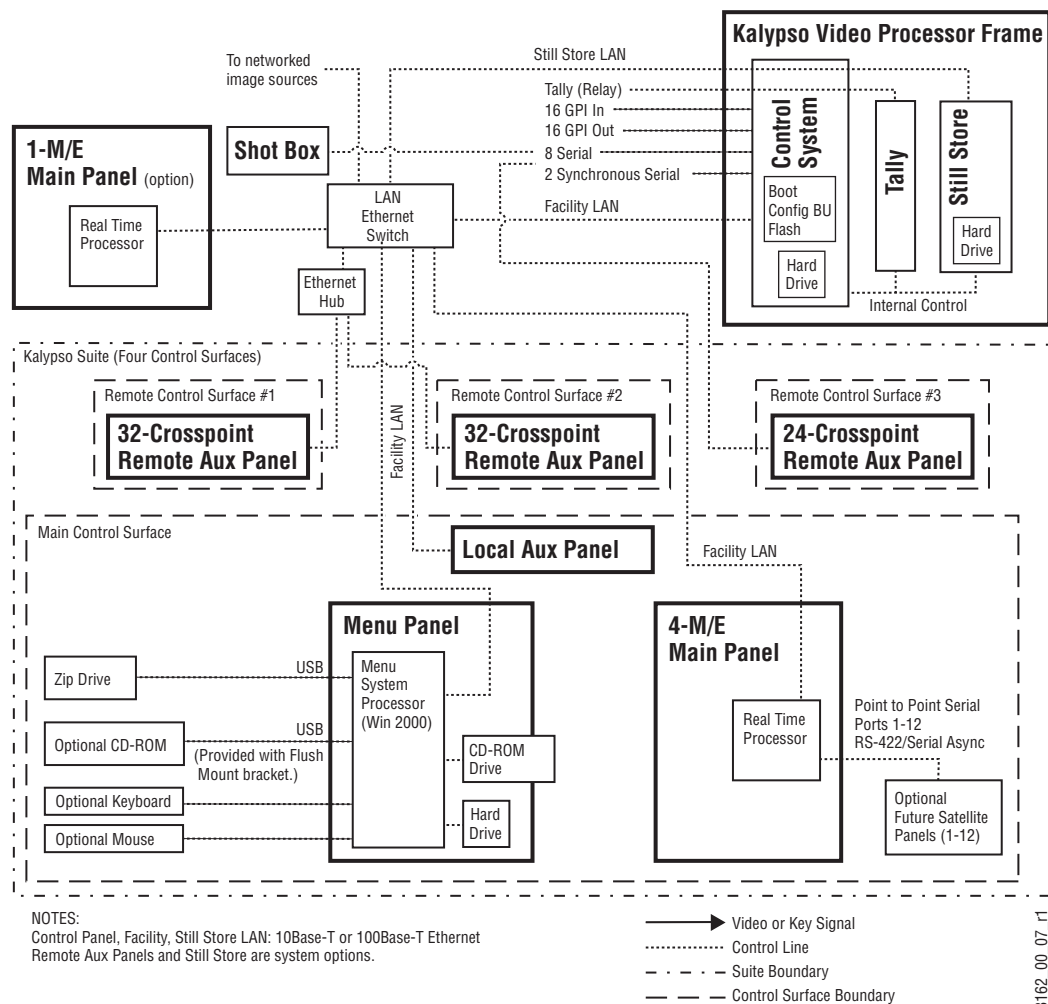 Kalypso Video Processor Frame
To networked
image sources
Still Store LAN
Tally (Relay)
16 GPI In
16 GPI Out
8 Serial
2 Synchronous Serial
Control
System
Tally
Still Store
Boot
Config BU
Flash
Hard
Drive
Hard
Drive
Internal Control
1-M/E
Main Panel (option)
Real Time
Processor
Shot Box
LAN
Ethernet
Switch
Facility LAN
Ethernet
Hub
Kalypso Suite (Four Control Surfaces)
Remote Control Surface #1
32-Crosspoint
Remote Aux Panel
Facility LAN
Remote Control Surface #2
32-Crosspoint
Remote Aux Panel
Remote Control Surface #3
24-Crosspoint
Remote Aux Panel
Main Control Surface
Local Aux Panel
Facility LAN
Menu Panel
Menu
System
Processor
(Win 2000)
Zip Drive
USB
Optional CD-ROM
USB
(Provided with Flush
Mount bracket.)
CD-ROM
Drive
Optional Keyboard
Hard
Drive
Optional Mouse
4-M/E
Main Panel
Real Time
Processor
Point to Point Serial
Ports 1-12
RS-422/Serial Async
Optional
Future Satellite
Panels (1-12)
NOTES:
Control Panel, Facility, Still Store LAN: 10Base-T or 100Base-T Ethernet
Remote Aux Panels and Still Store are system options.
Video or Key Signal
Control Line
Suite Boundary
Control Surface Boundary